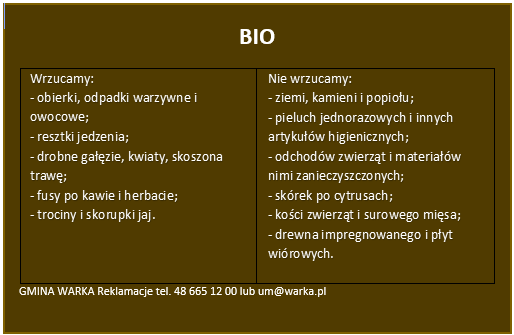 BIO
Wrzucamy:
- obierki, odpadki warzywne i
owocowe;
- resztki jedzenia;
- drobne gałęzie, kwiaty, skoszona
trawę;
- fusy po kawie i herbacie;
- trociny i skorupki jaj.
Nie wrzucamy:
- ziemi, kamieni i popiołu;
- pieluch jednorazowych i innych
artykułów higienicznych;
- odchodów zwierząt i materiałów
nimi zanieczyszczonych;
- skórek po cytrusach;
- kości zwierząt i surowego mięsa;
- drewna impregnowanego i płyt
wiórowych.
GMINA WARKA Reklamacje tel. 48 665 12 00 lub um@warka.pl